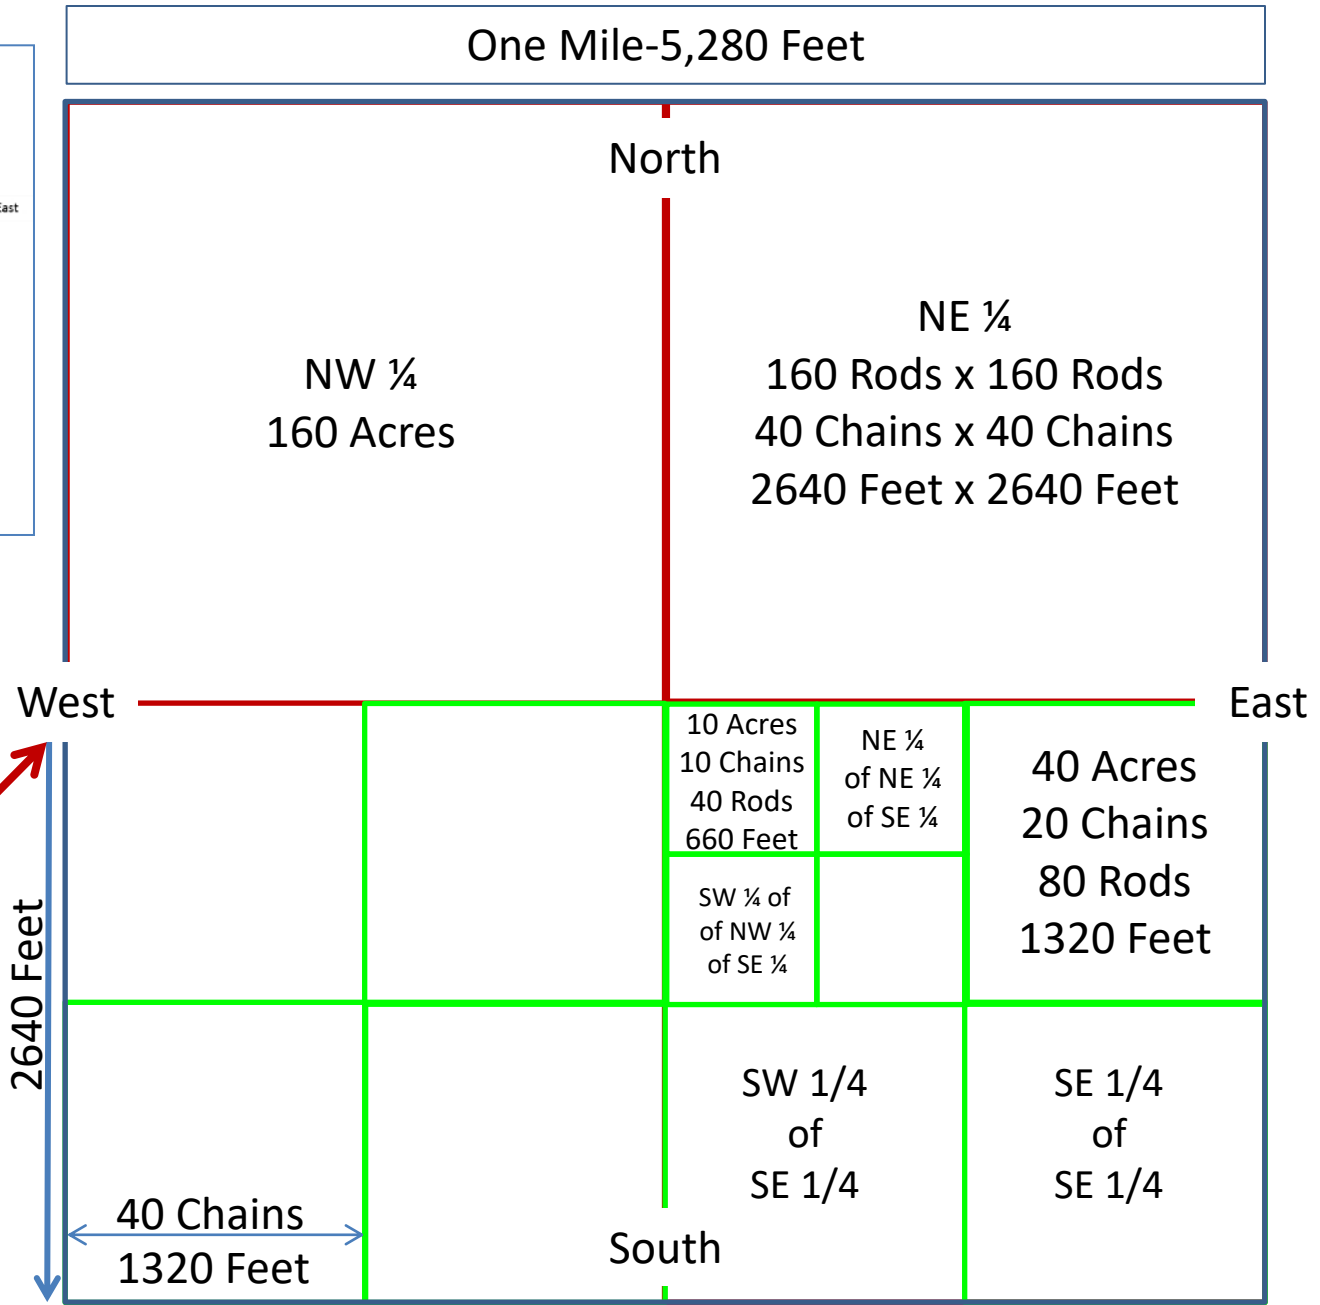 One Mile-5,280 Feet
East
North
NW ¼
160 Acres
NE ¼
160 Rods x 160 Rods
40 Chains x 40 Chains
2640 Feet x 2640 Feet
West
East
10 Acres
10 Chains
40 Rods
660 Feet
NE ¼
of NE ¼
of SE ¼
40 Acres
20 Chains
80 Rods
1320 Feet
SW ¼ of
of NW ¼
of SE ¼
2640 Feet
SW 1/4
of
SE 1/4
SE 1/4
of
SE 1/4
40 Chains
1320 Feet
South